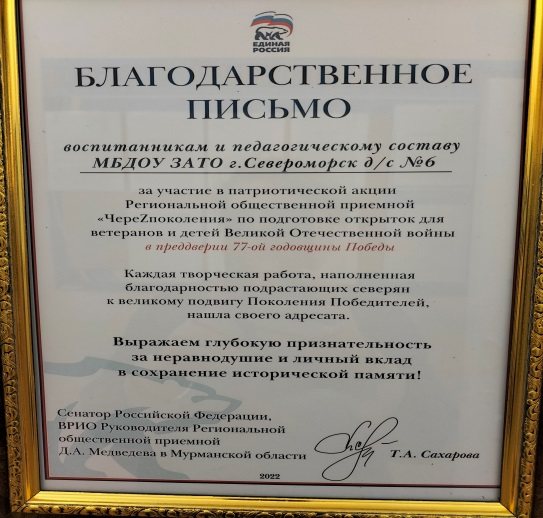 ЕДИНАЯ
РОССИЯ
БЛАГОДАРСТВЕННОЕ
ПИСЬМО
воспитанникам и педагогическому составу
МБДОУ ЗАТО г.Североморск д/с №6
за участие в патриотической акции
Региональной общественной приемной
«ЧереZпоколения» по подготовке открыток для
ветеранов и детей Великой Отечественной войны
в преддверии 77-ой годовщины Победы
Каждая творческая работа, наполненная
благодарностью подрастающих северян
к великому подвигу Поколения Победителей,
нашла своего адресата.
Выражаем глубокую признательность
за неравнодушие и личный вклад
в сохранение исторической памяти!
Сенатор Российской Федерации,
ВРИО Руководителя Региональной
общественной приемной
Д.А. Медведева в Мурманской области
Т.А. Сахарова
2022